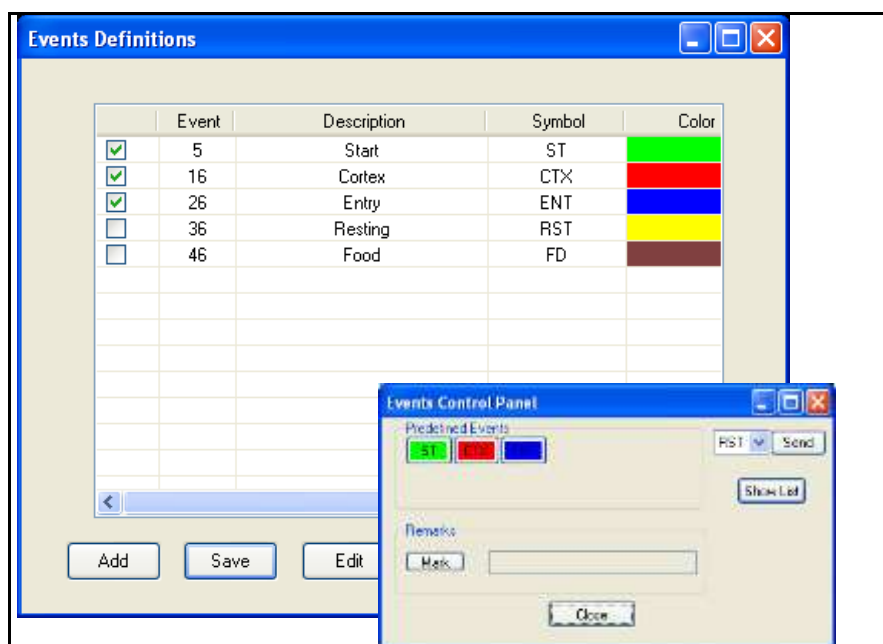 Events Definitions
Event Description Symbol Color
5 Start ST
16 Cortex CTX
26 Entry ENT
36 Resting RST
46 Food FD
Add Save Edit
Events Control Panel
Predefined Events
ST CTX
RST Send
Show List
Remarks
Mark
Close